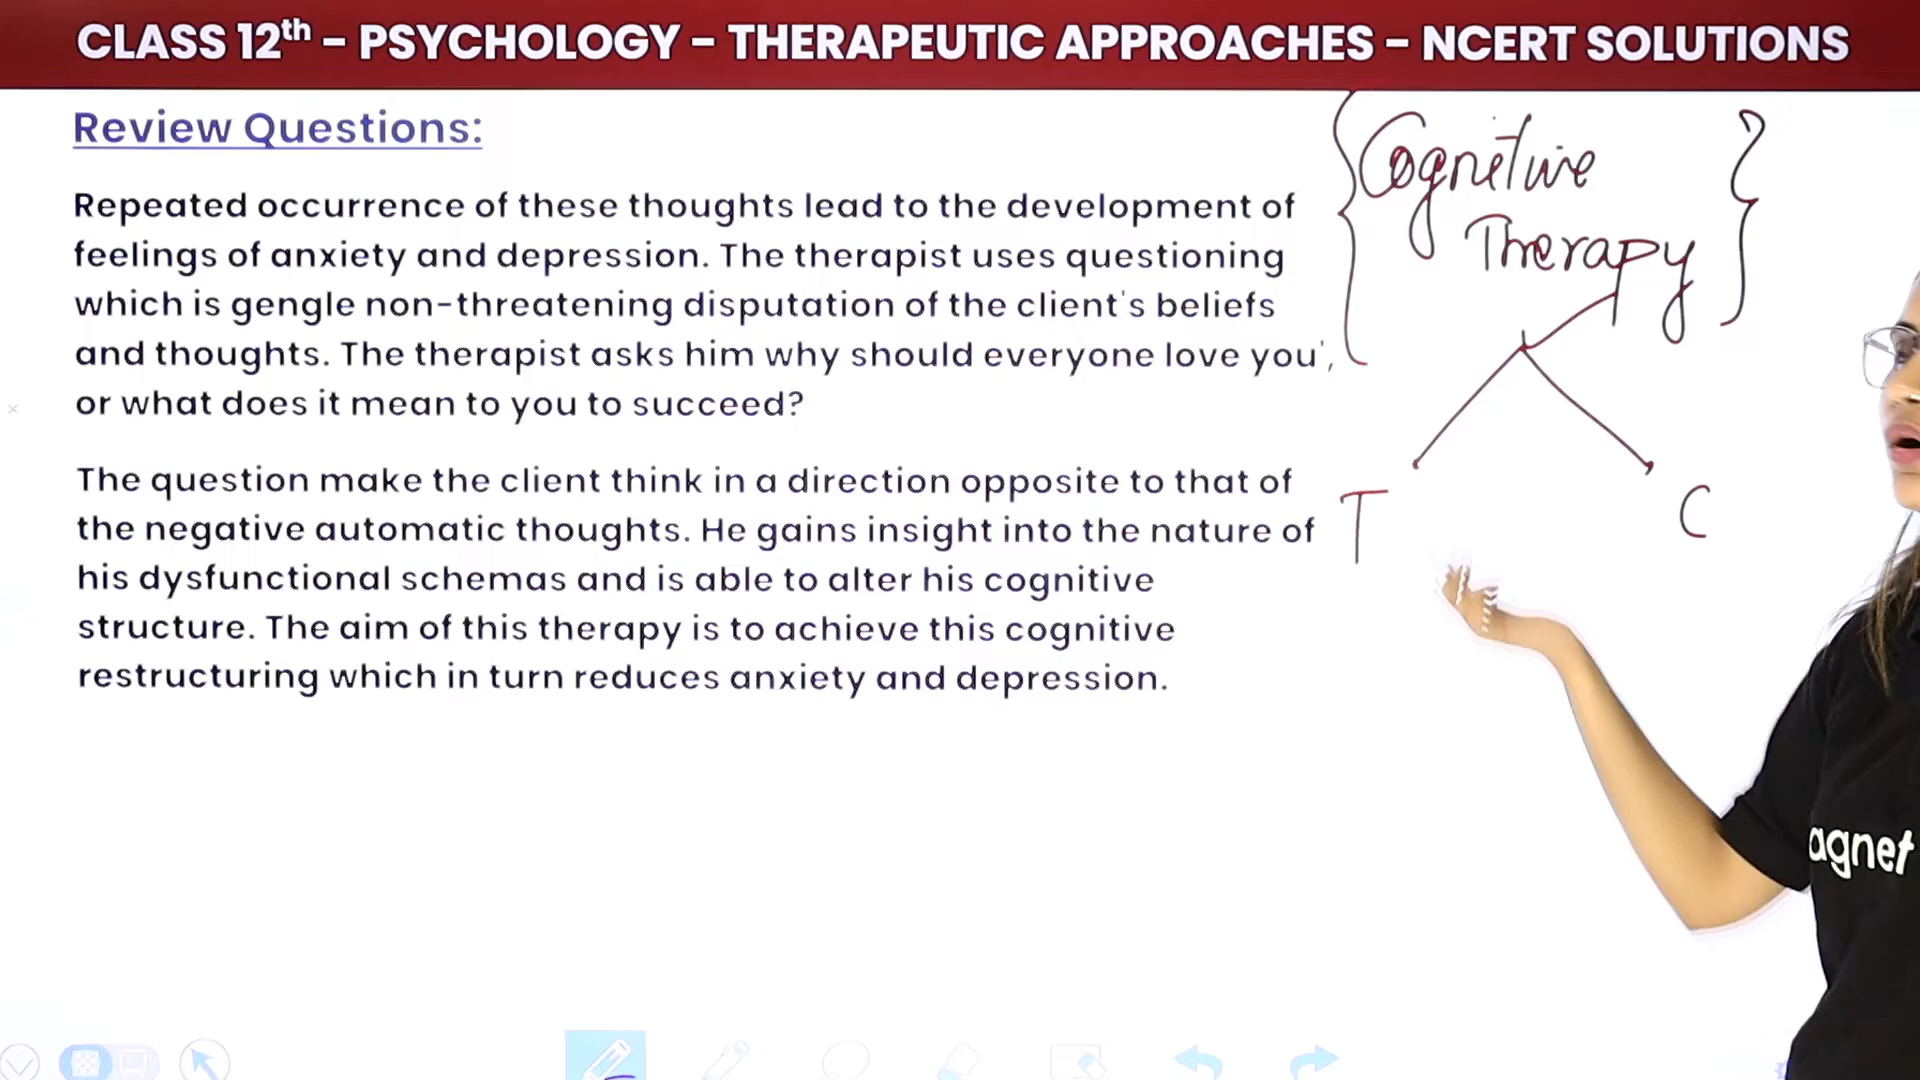 CLASS 12th - PSYCHOLOGY - THERAPEUTIC APPROACHES - NCERT SOLUTIONS
Review Questions:
Repeated occurrence of these thoughts lead to the development of
feelings of anxiety and depression. The therapist uses questioning
which is gengle non-threatening disputation of the client's beliefs
and thoughts. The therapist asks him why should everyone love you',
or what does it mean to you to succeed?
The question make the client think in a direction opposite to that of
the negative automatic thoughts. He gains insight into the nature of
his dysfunctional schemas and is able to alter his cognitive
structure. The aim of this therapy is to achieve this cognitive
restructuring which in turn reduces anxiety and depression.
{Cognitive
Therapy}
T
C
agnet